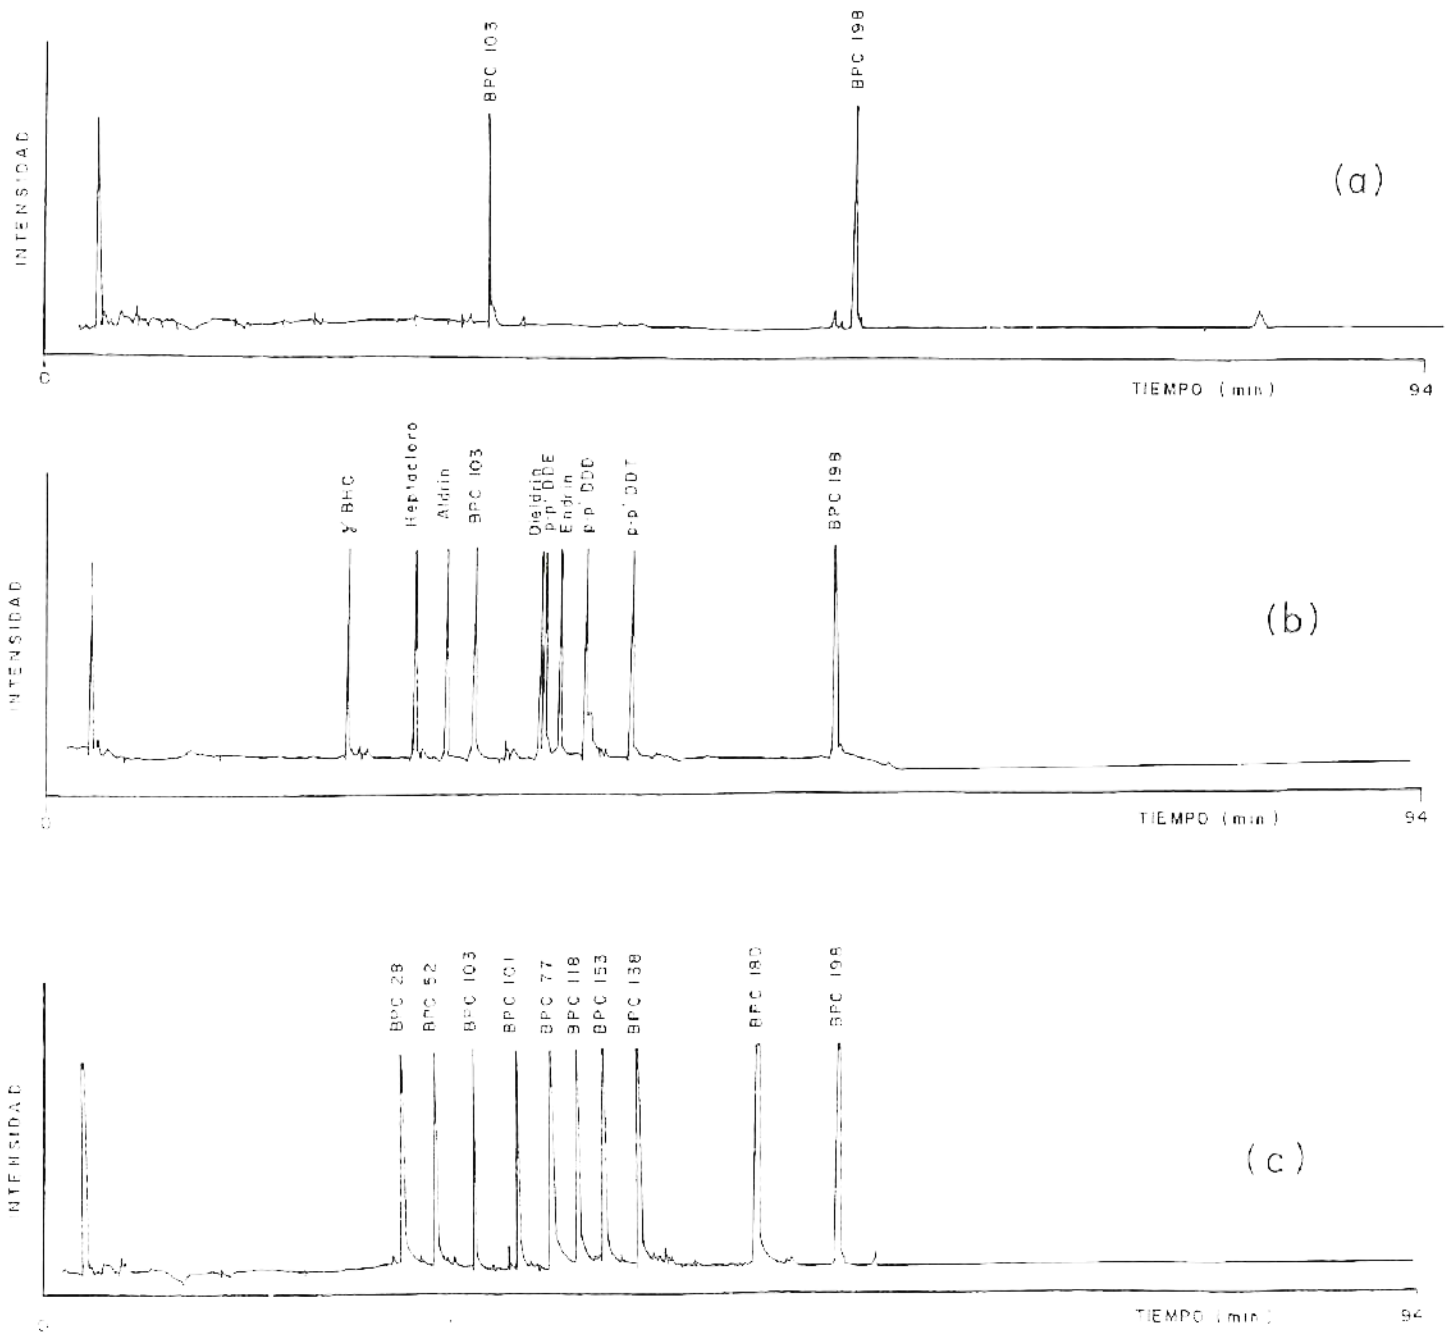 BPC 103
BPC 198
INTENSIDAD
(a)
0
TIEMPO (min)
94
γ BHC
Heptacloro
Aldrin
BPC 103
Dieldrin
p-p' DDE
Endrin
p-p' DDD
p-p' DDT
BPC 198
INTENSIDAD
(b)
0
TIEMPO (min)
94
BPC 28
BPC 52
BPC 103
BPC 101
BPC 77
BPC 118
BPC 153
BPC 138
BPC 180
BPC 198
INTENSIDAD
(c)
0
TIEMPO (min)
94